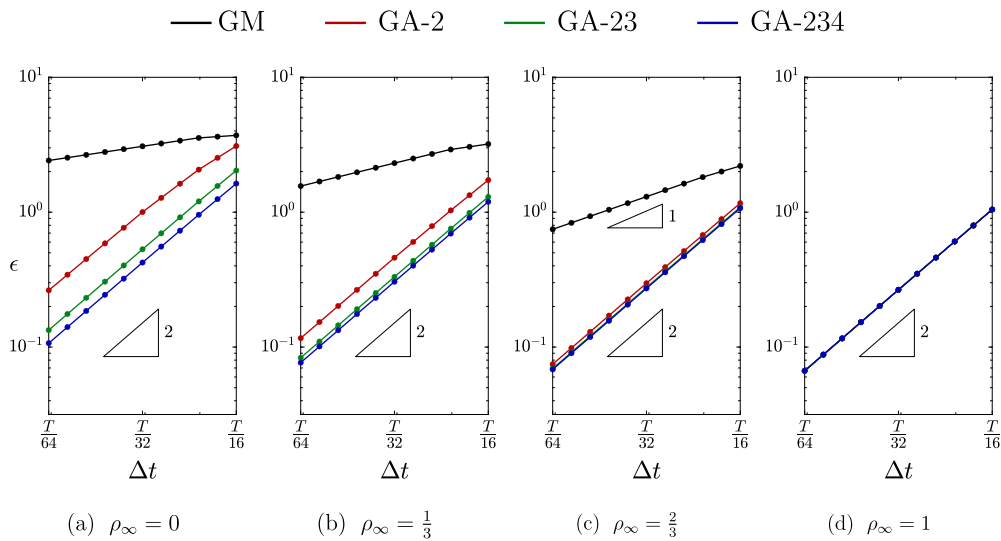 GM GA-2 GA-23 GA-234
10^1 10^1 10^1 10^1
10^0 10^0 10^0 10^0
1
ϵ
2 2 2 2
10^−1 10^−1 10^−1 10^−1
T/64 T/32 T/16 T/64 T/32 T/16 T/64 T/32 T/16 T/64 T/32 T/16
Δt Δt Δt Δt
(a) ρ∞ = 0 (b) ρ∞ = 1/3 (c) ρ∞ = 2/3 (d) ρ∞ = 1